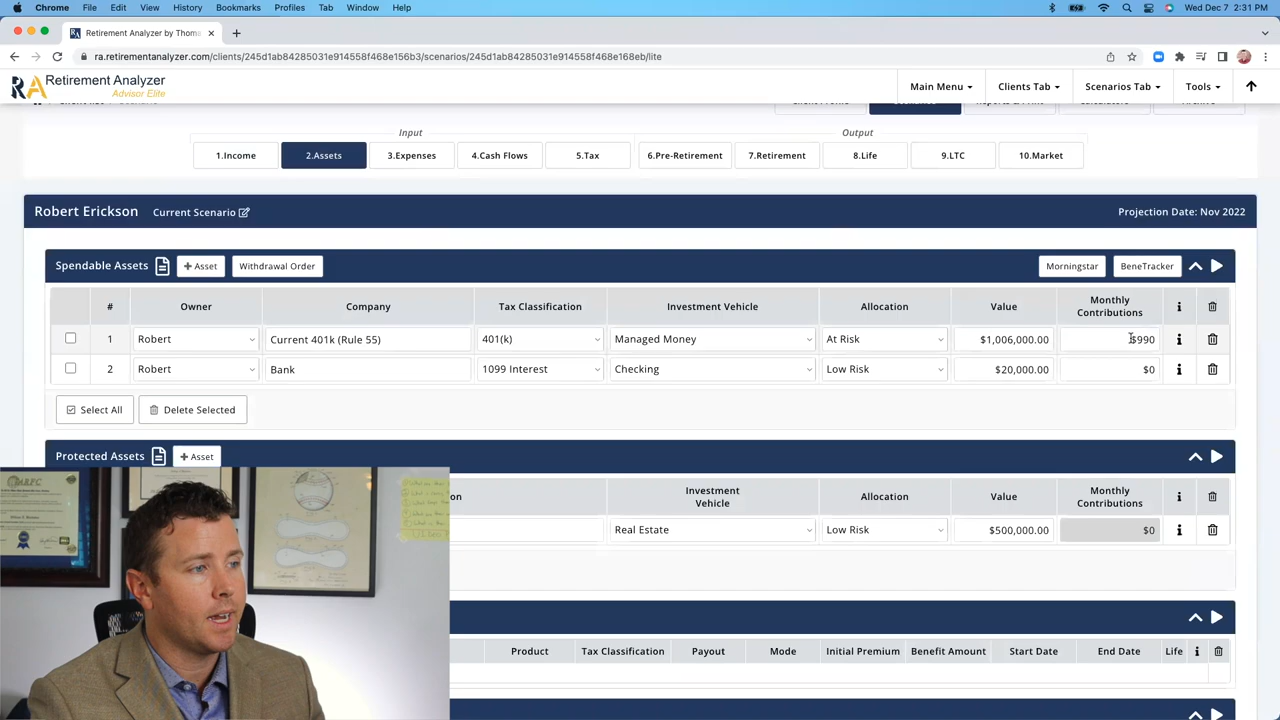 Chrome File Edit View History Bookmarks Profiles Tab Window Help Wed Dec 7 2:31 PM
Retirement Analyzer by Thom
ra.retirementanalyzer.com/clients/245d1ab84285031e914558f468e156b3/scenarios/245d1ab84285031e914558f468e168eb/lite
RA Retirement Analyzer
Advisor Elite
Main Menu Clients Tab Scenarios Tab Tools
Input Output
1.Income 2.Assets 3.Expenses 4.Cash Flows 5.Tax 6.Pre-Retirement 7.Retirement 8.Life 9.LTC 10.Market
Robert Erickson Current Scenario Projection Date: Nov 2022
Spendable Assets + Asset Withdrawal Order Morningstar BeneTracker
# Owner Company Tax Classification Investment Vehicle Allocation Value Monthly Contributions
1 Robert Current 401k (Rule 55) 401(k) Managed Money At Risk $1,006,000.00 $990
2 Robert Bank 1099 Interest Checking Low Risk $20,000.00 $0
Select All Delete Selected
Protected Assets + Asset
Investment Vehicle Allocation Value Monthly Contributions
Real Estate Low Risk $500,000.00 $0
Product Tax Classification Payout Mode Initial Premium Benefit Amount Start Date End Date Life